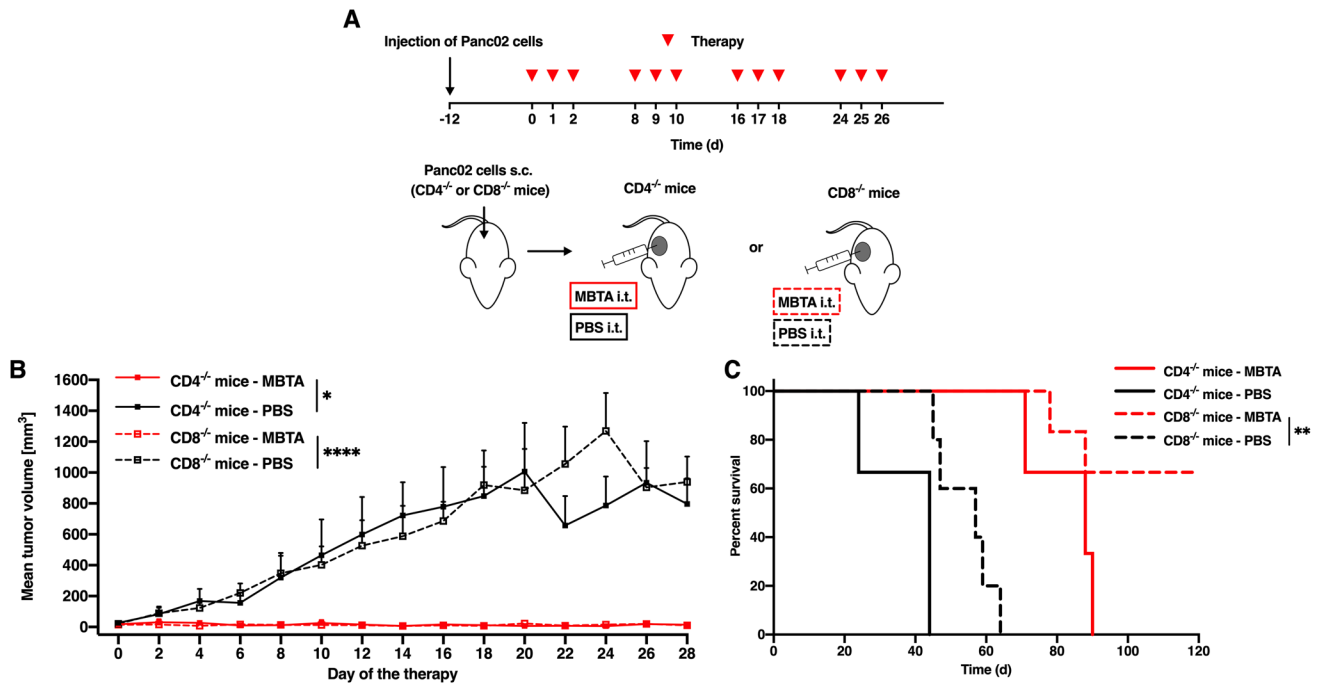 A
Injection of Panc02 cells
Therapy
-12 0 1 2 8 9 10 16 17 18 24 25 26
Time (d)
Panc02 cells s.c.
(CD4-/- or CD8-/- mice)
CD4-/- mice
CD8-/- mice
or
MBTA i.t.
PBS i.t.
MBTA i.t.
PBS i.t.
B
CD4-/- mice - MBTA
CD4-/- mice - PBS
*
CD8-/- mice - MBTA
CD8-/- mice - PBS
****
Mean tumor volume [mm3]
1600
1400
1200
1000
800
600
400
200
0
0 2 4 6 8 10 12 14 16 18 20 22 24 26 28
Day of the therapy
C
CD4-/- mice - MBTA
CD4-/- mice - PBS
CD8-/- mice - MBTA
CD8-/- mice - PBS
**
Percent survival
100
80
60
40
20
0
0 20 40 60 80 100 120
Time (d)